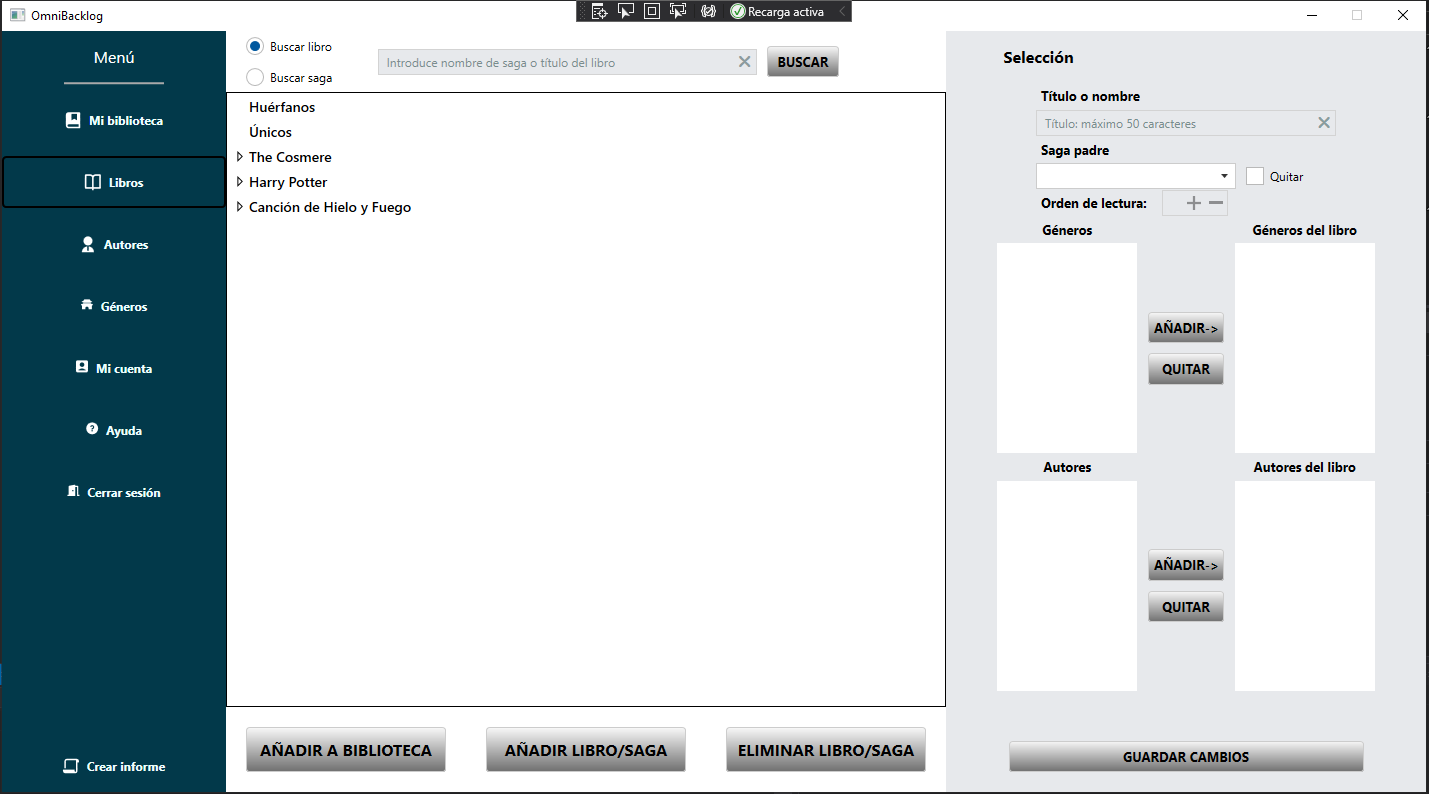 OmniBacklog
Recarga activa
Menú
Mi biblioteca
Libros
Autores
Géneros
Mi cuenta
Ayuda
Cerrar sesión
Crear informe
Buscar libro
Buscar saga
Introduce nombre de saga o título del libro
BUSCAR
Huérfanos
Únicos
The Cosmere
Harry Potter
Canción de Hielo y Fuego
AÑADIR A BIBLIOTECA
AÑADIR LIBRO/SAGA
ELIMINAR LIBRO/SAGA
Selección
Título o nombre
Título: máximo 50 caracteres
Saga padre
Quitar
Orden de lectura:
Géneros
Géneros del libro
AÑADIR->
QUITAR
Autores
Autores del libro
AÑADIR->
QUITAR
GUARDAR CAMBIOS